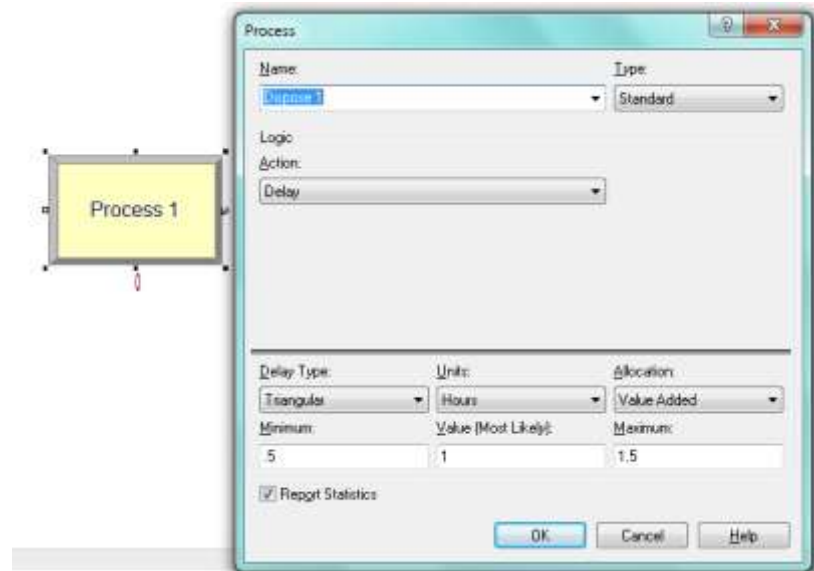 Process
Name: Type:
Dispose 1 Standard
Logic
Action:
Delay
Process 1
0
Delay Type: Units: Allocation:
Triangular Hours Value Added
Minimum: Value (Most Likely): Maximum:
.5 1 1.5
Report Statistics
OK Cancel Help